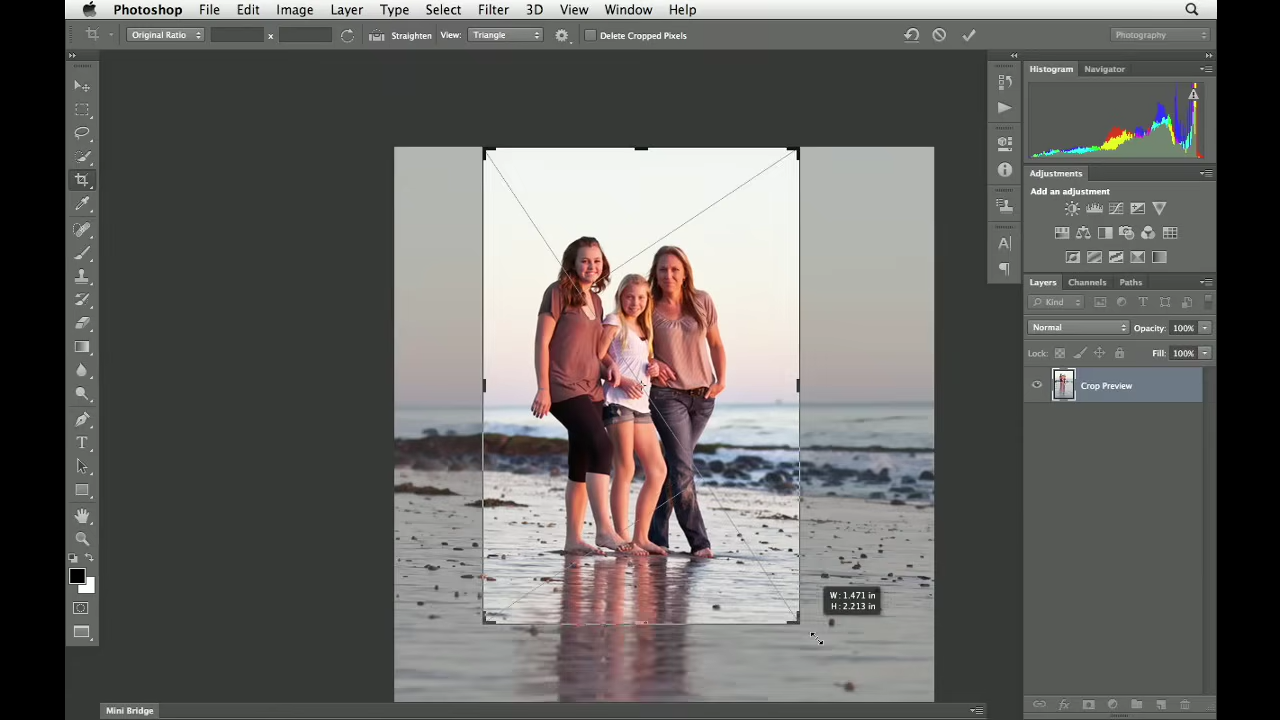 Photoshop File Edit Image Layer Type Select Filter 3D View Window Help
Original Ratio x Straighten View: Triangle Delete Cropped Pixels Photography
Histogram Navigator
Adjustments
Add an adjustment
Layers Channels Paths
Kind
Normal Opacity: 100%
Lock: Fill: 100%
Crop Preview
W: 1.471 in
H: 2.213 in
Mini Bridge